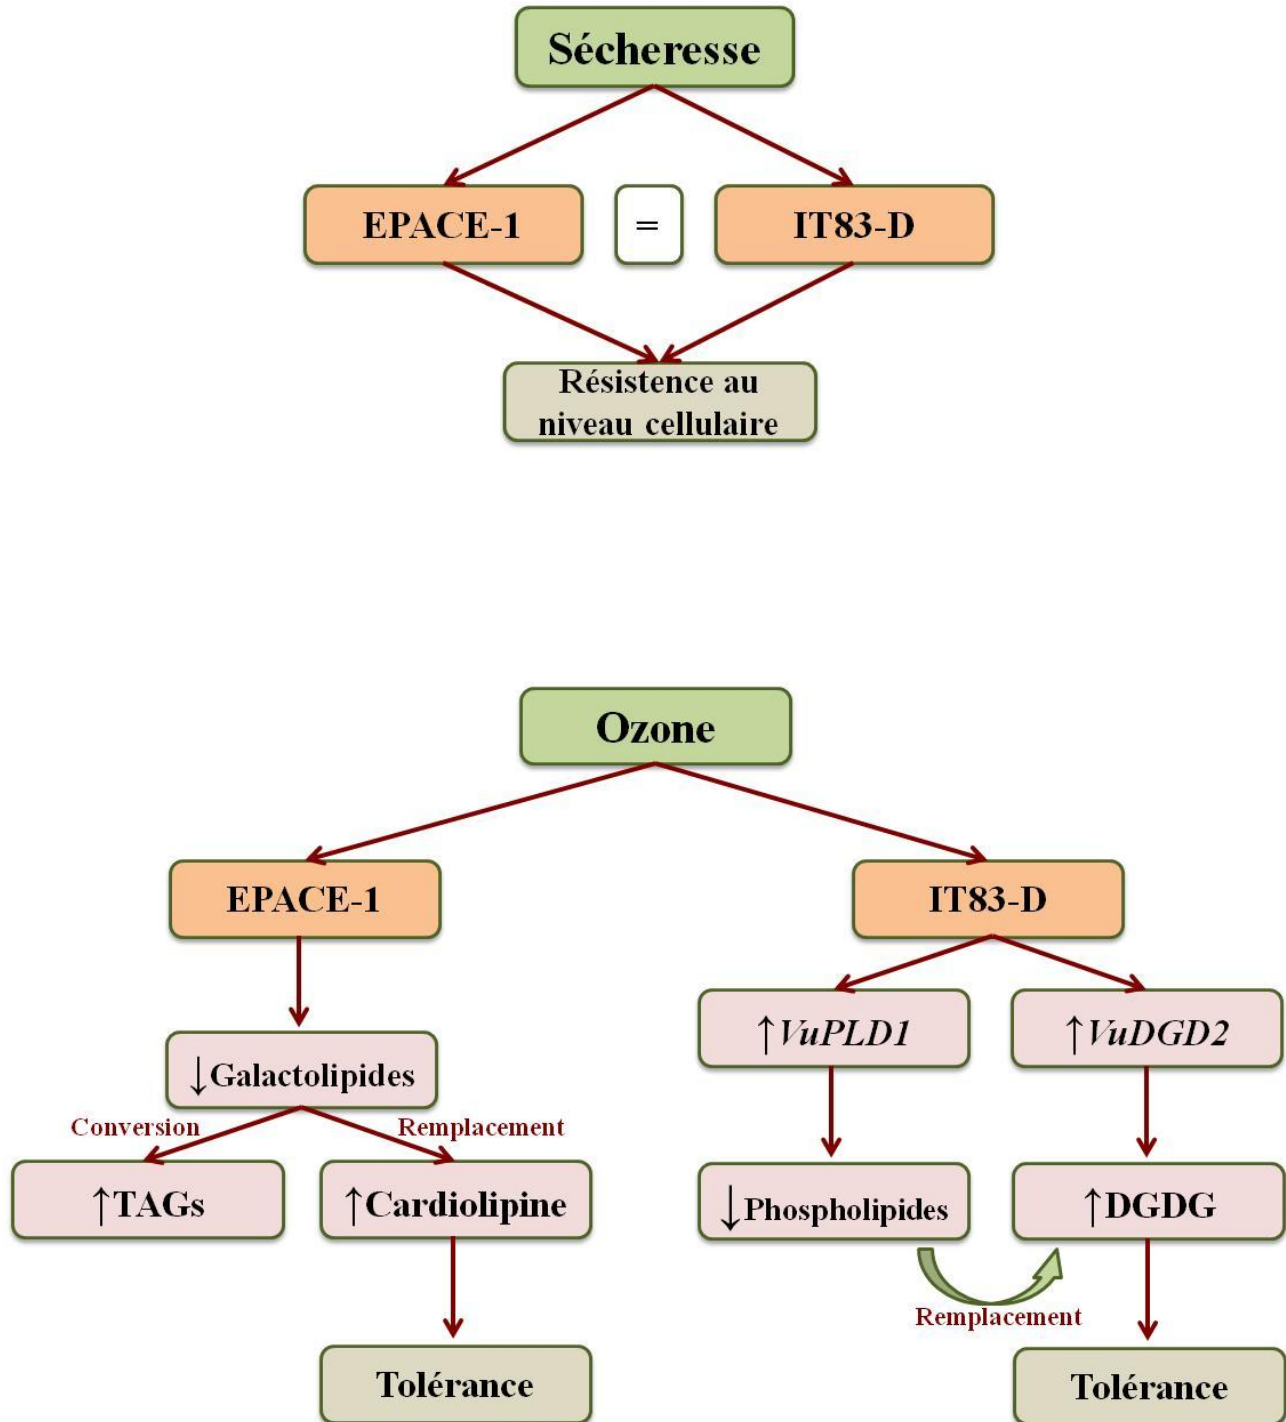 Sécheresse
EPACE-1
=
IT83-D
Résistence au
niveau cellulaire
Ozone
EPACE-1
IT83-D
↑VuPLD1
↑VuDGD2
↓Galactolipides
Conversion
Remplacement
↑TAGs
↑Cardiolipine
↓Phospholipides
↑DGDG
Remplacement
Tolérance
Tolérance